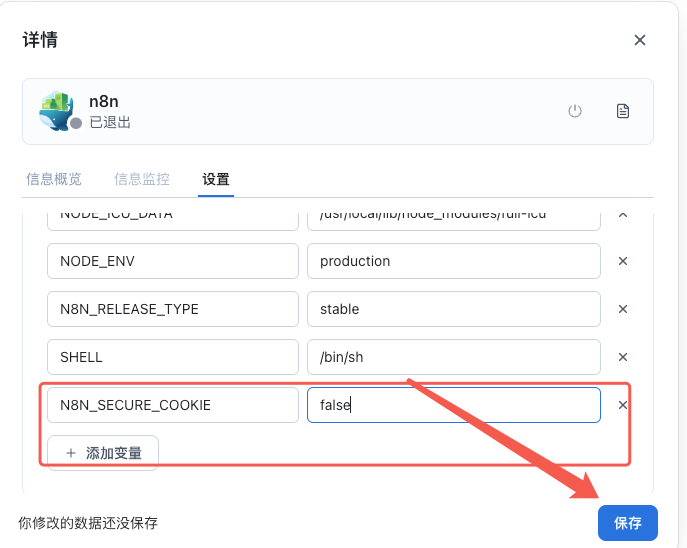 详情
n8n
已退出
信息概览 信息监控 设置
NODE_ICU_DATA /usr/local/lib/node_modules/full-icu
NODE_ENV production
N8N_RELEASE_TYPE stable
SHELL /bin/sh
N8N_SECURE_COOKIE false
+ 添加变量
你修改的数据还没保存 保存